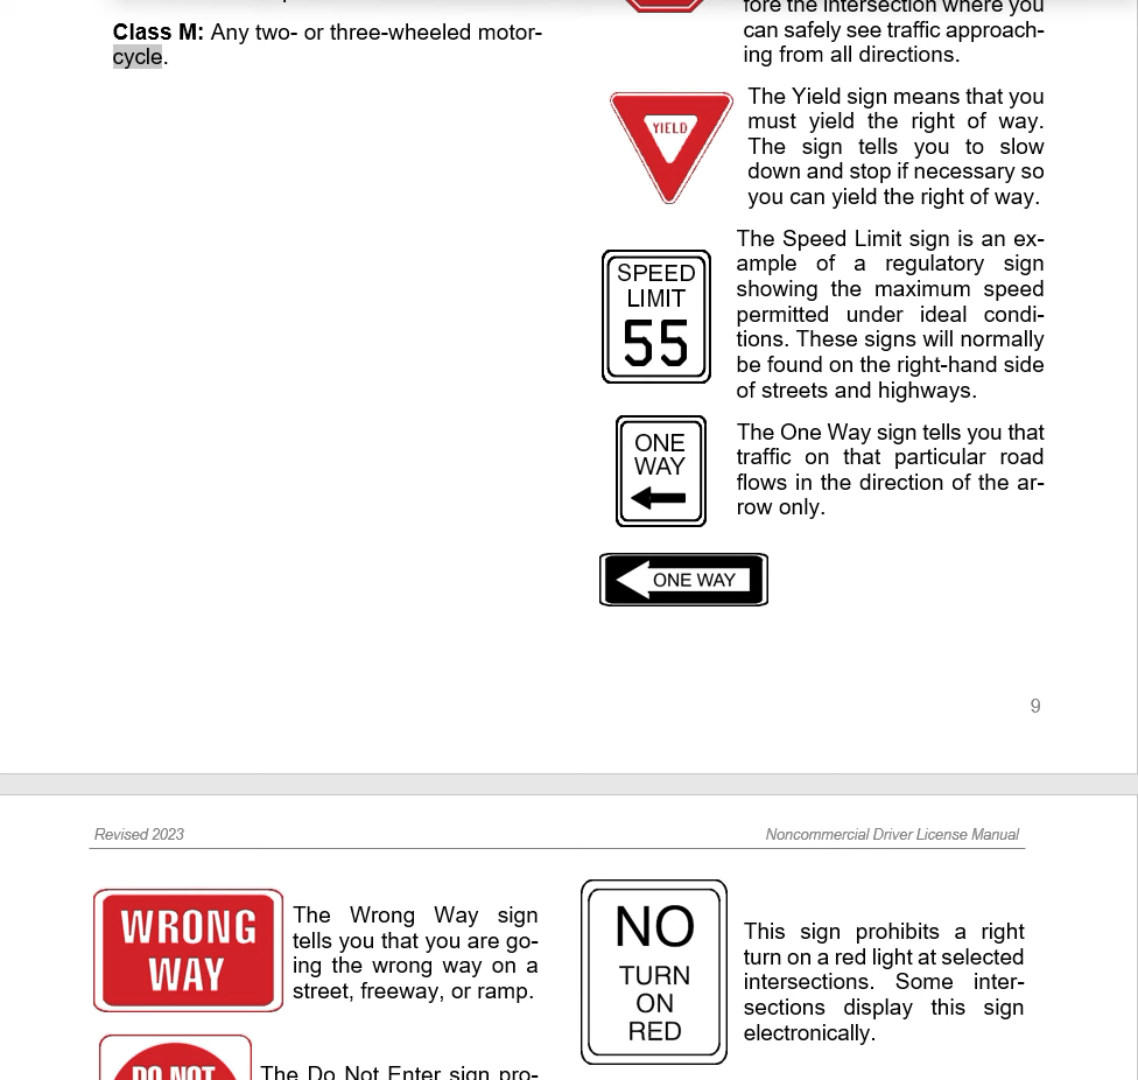 Class M: Any two- or three-wheeled motor-
cycle.
fore the intersection where you
can safely see traffic approach-
ing from all directions.
YIELD
The Yield sign means that you
must yield the right of way.
The sign tells you to slow
down and stop if necessary so
you can yield the right of way.
SPEED
LIMIT
55
The Speed Limit sign is an ex-
ample of a regulatory sign
showing the maximum speed
permitted under ideal condi-
tions. These signs will normally
be found on the right-hand side
of streets and highways.
ONE
WAY
The One Way sign tells you that
traffic on that particular road
flows in the direction of the ar-
row only.
ONE WAY
9
Revised 2023
Noncommercial Driver License Manual
WRONG
WAY
The Wrong Way sign
tells you that you are go-
ing the wrong way on a
street, freeway, or ramp.
DO NOT
The Do Not Enter sign pro-
NO
TURN
ON
RED
This sign prohibits a right
turn on a red light at selected
intersections. Some inter-
sections display this sign
electronically.